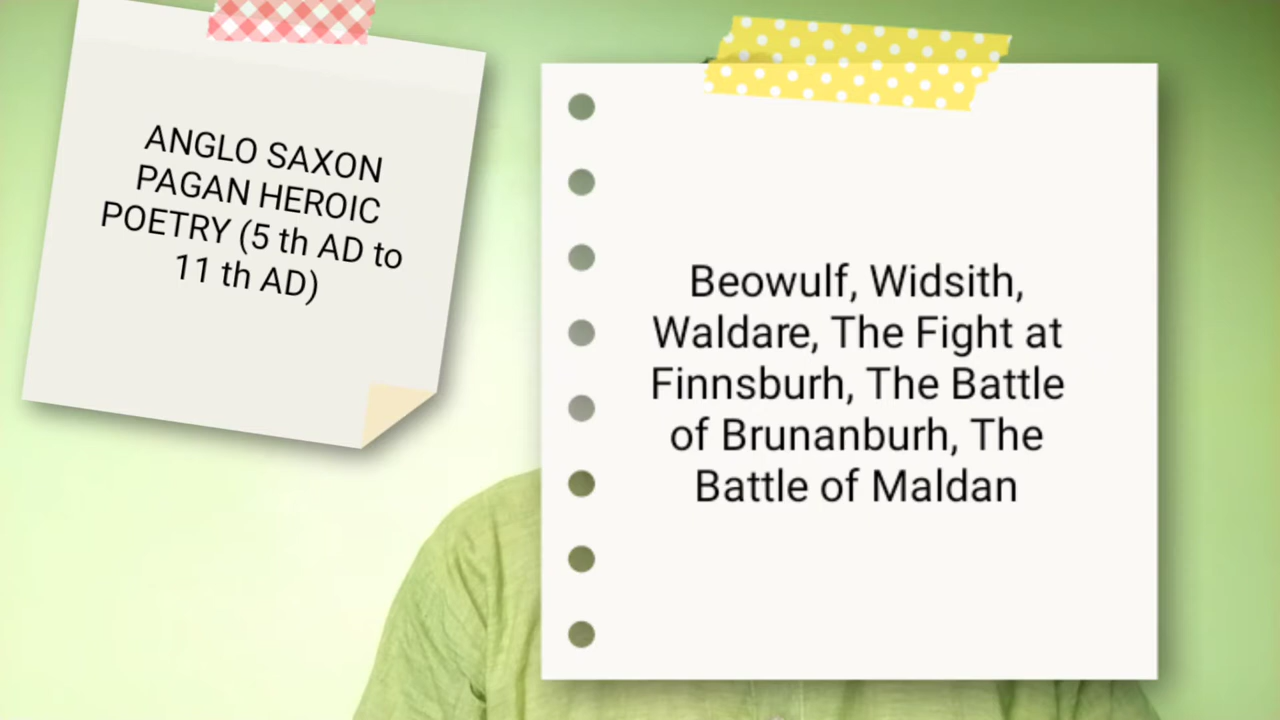 ANGLO SAXON
PAGAN HEROIC
POETRY (5 th AD to
11 th AD)
Beowulf, Widsith,
Waldare, The Fight at
Finnsburh, The Battle
of Brunanburh, The
Battle of Maldan